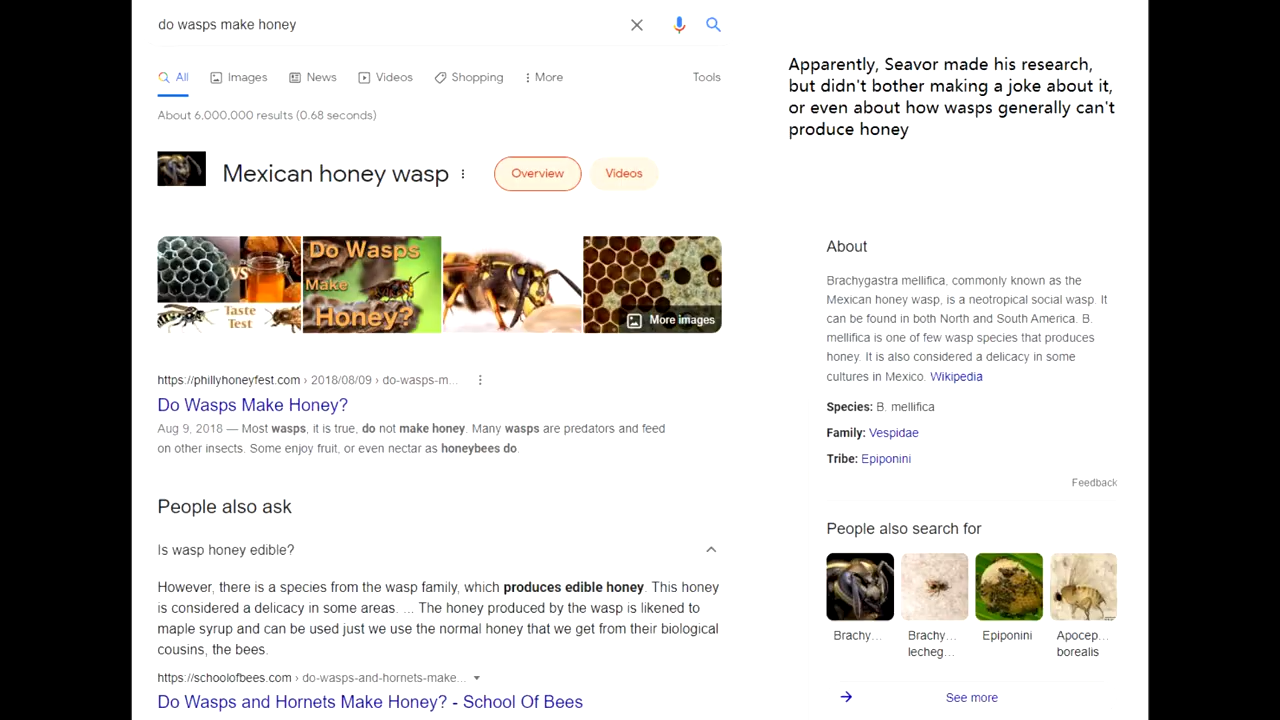 do wasps make honey
All
Images
News
Videos
Shopping
More
Tools
About 6,000,000 results (0.68 seconds)
Apparently, Seavor made his research,
but didn't bother making a joke about it,
or even about how wasps generally can't
produce honey
Mexican honey wasp
Overview
Videos
VS
Taste
Test
Do Wasps
Make
Honey?
More images
https://phillyhoneyfest.com › 2018/08/09 › do-wasps-m...
Do Wasps Make Honey?
Aug 9, 2018 — Most wasps, it is true, do not make honey. Many wasps are predators and feed
on other insects. Some enjoy fruit, or even nectar as honeybees do.
People also ask
Is wasp honey edible?
However, there is a species from the wasp family, which produces edible honey. This honey
is considered a delicacy in some areas. ... The honey produced by the wasp is likened to
maple syrup and can be used just we use the normal honey that we get from their biological
cousins, the bees.
https://schoolofbees.com › do-wasps-and-hornets-make...
Do Wasps and Hornets Make Honey? - School Of Bees
About
Brachygastra mellifica, commonly known as the
Mexican honey wasp, is a neotropical social wasp. It
can be found in both North and South America. B.
mellifica is one of few wasp species that produces
honey. It is also considered a delicacy in some
cultures in Mexico. Wikipedia
Species: B. mellifica
Family: Vespidae
Tribe: Epiponini
Feedback
People also search for
Brachy...
Brachy...
lecheg...
Epiponini
Apocep...
borealis
See more